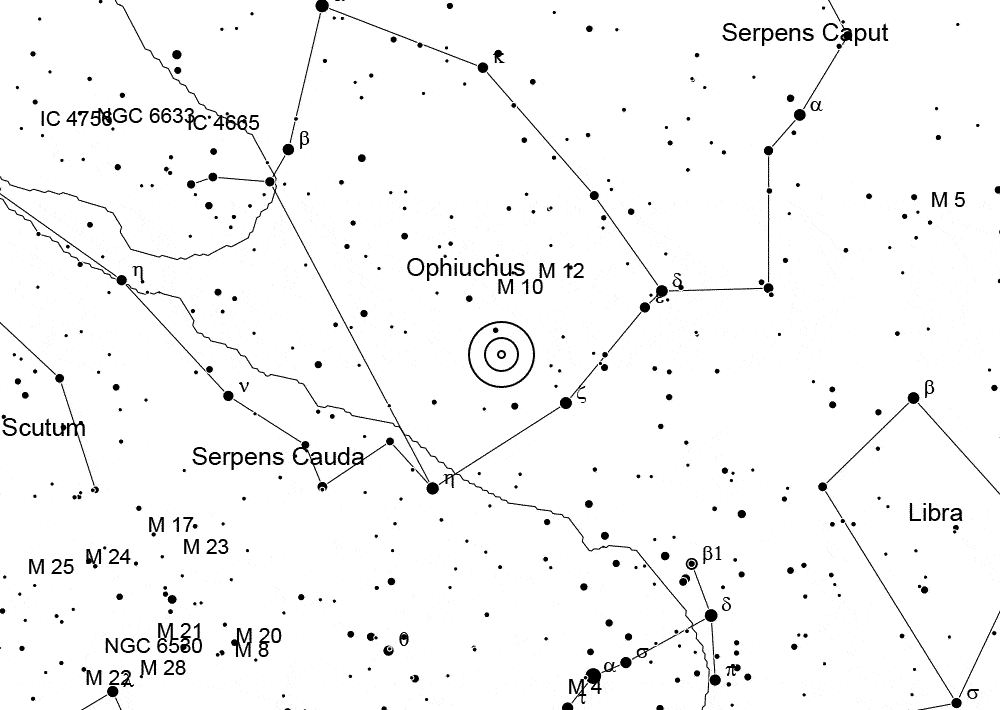 Serpens Caput
κ
α
IC 4756
NGC 6633
IC 4665
β
M 5
Ophiuchus
M 12
η
δ
M 10
ε
ν
ζ
β
Scutum
Serpens Cauda
η
Libra
M 17
M 23
M 24
β1
M 25
δ
M 21
M 20
θ
NGC 6530
M 8
σ
M 28
α
π
M 22
λ
M 4
τ
σ